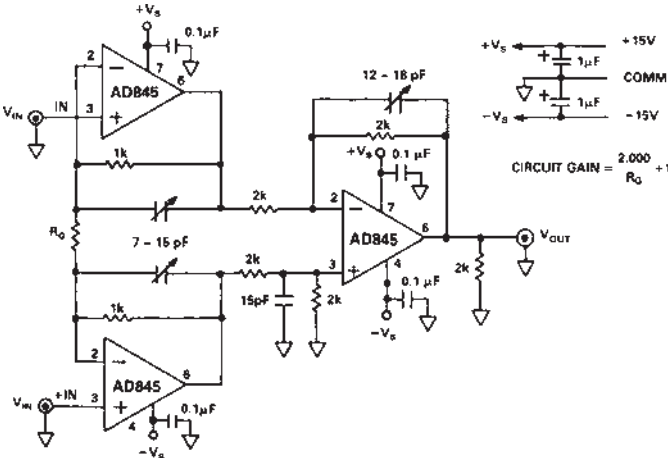 +Vs
0.1μF
2
7
6
AD845
VIN
IN
3
1k
2k
7 – 15 pF
RG
2k
15pF
2k
1k
2
6
AD845
VIN
+IN
3
4
0.1μF
–Vs
12 – 18 pF
2k
+Vs
0.1 μF
2
7
6
AD845
3
4
0.1 μF
–Vs
VOUT
2k
+Vs
+15V
1μF
COMM
1μF
–Vs
–15V
CIRCUIT GAIN = 2.000 / RG + 1